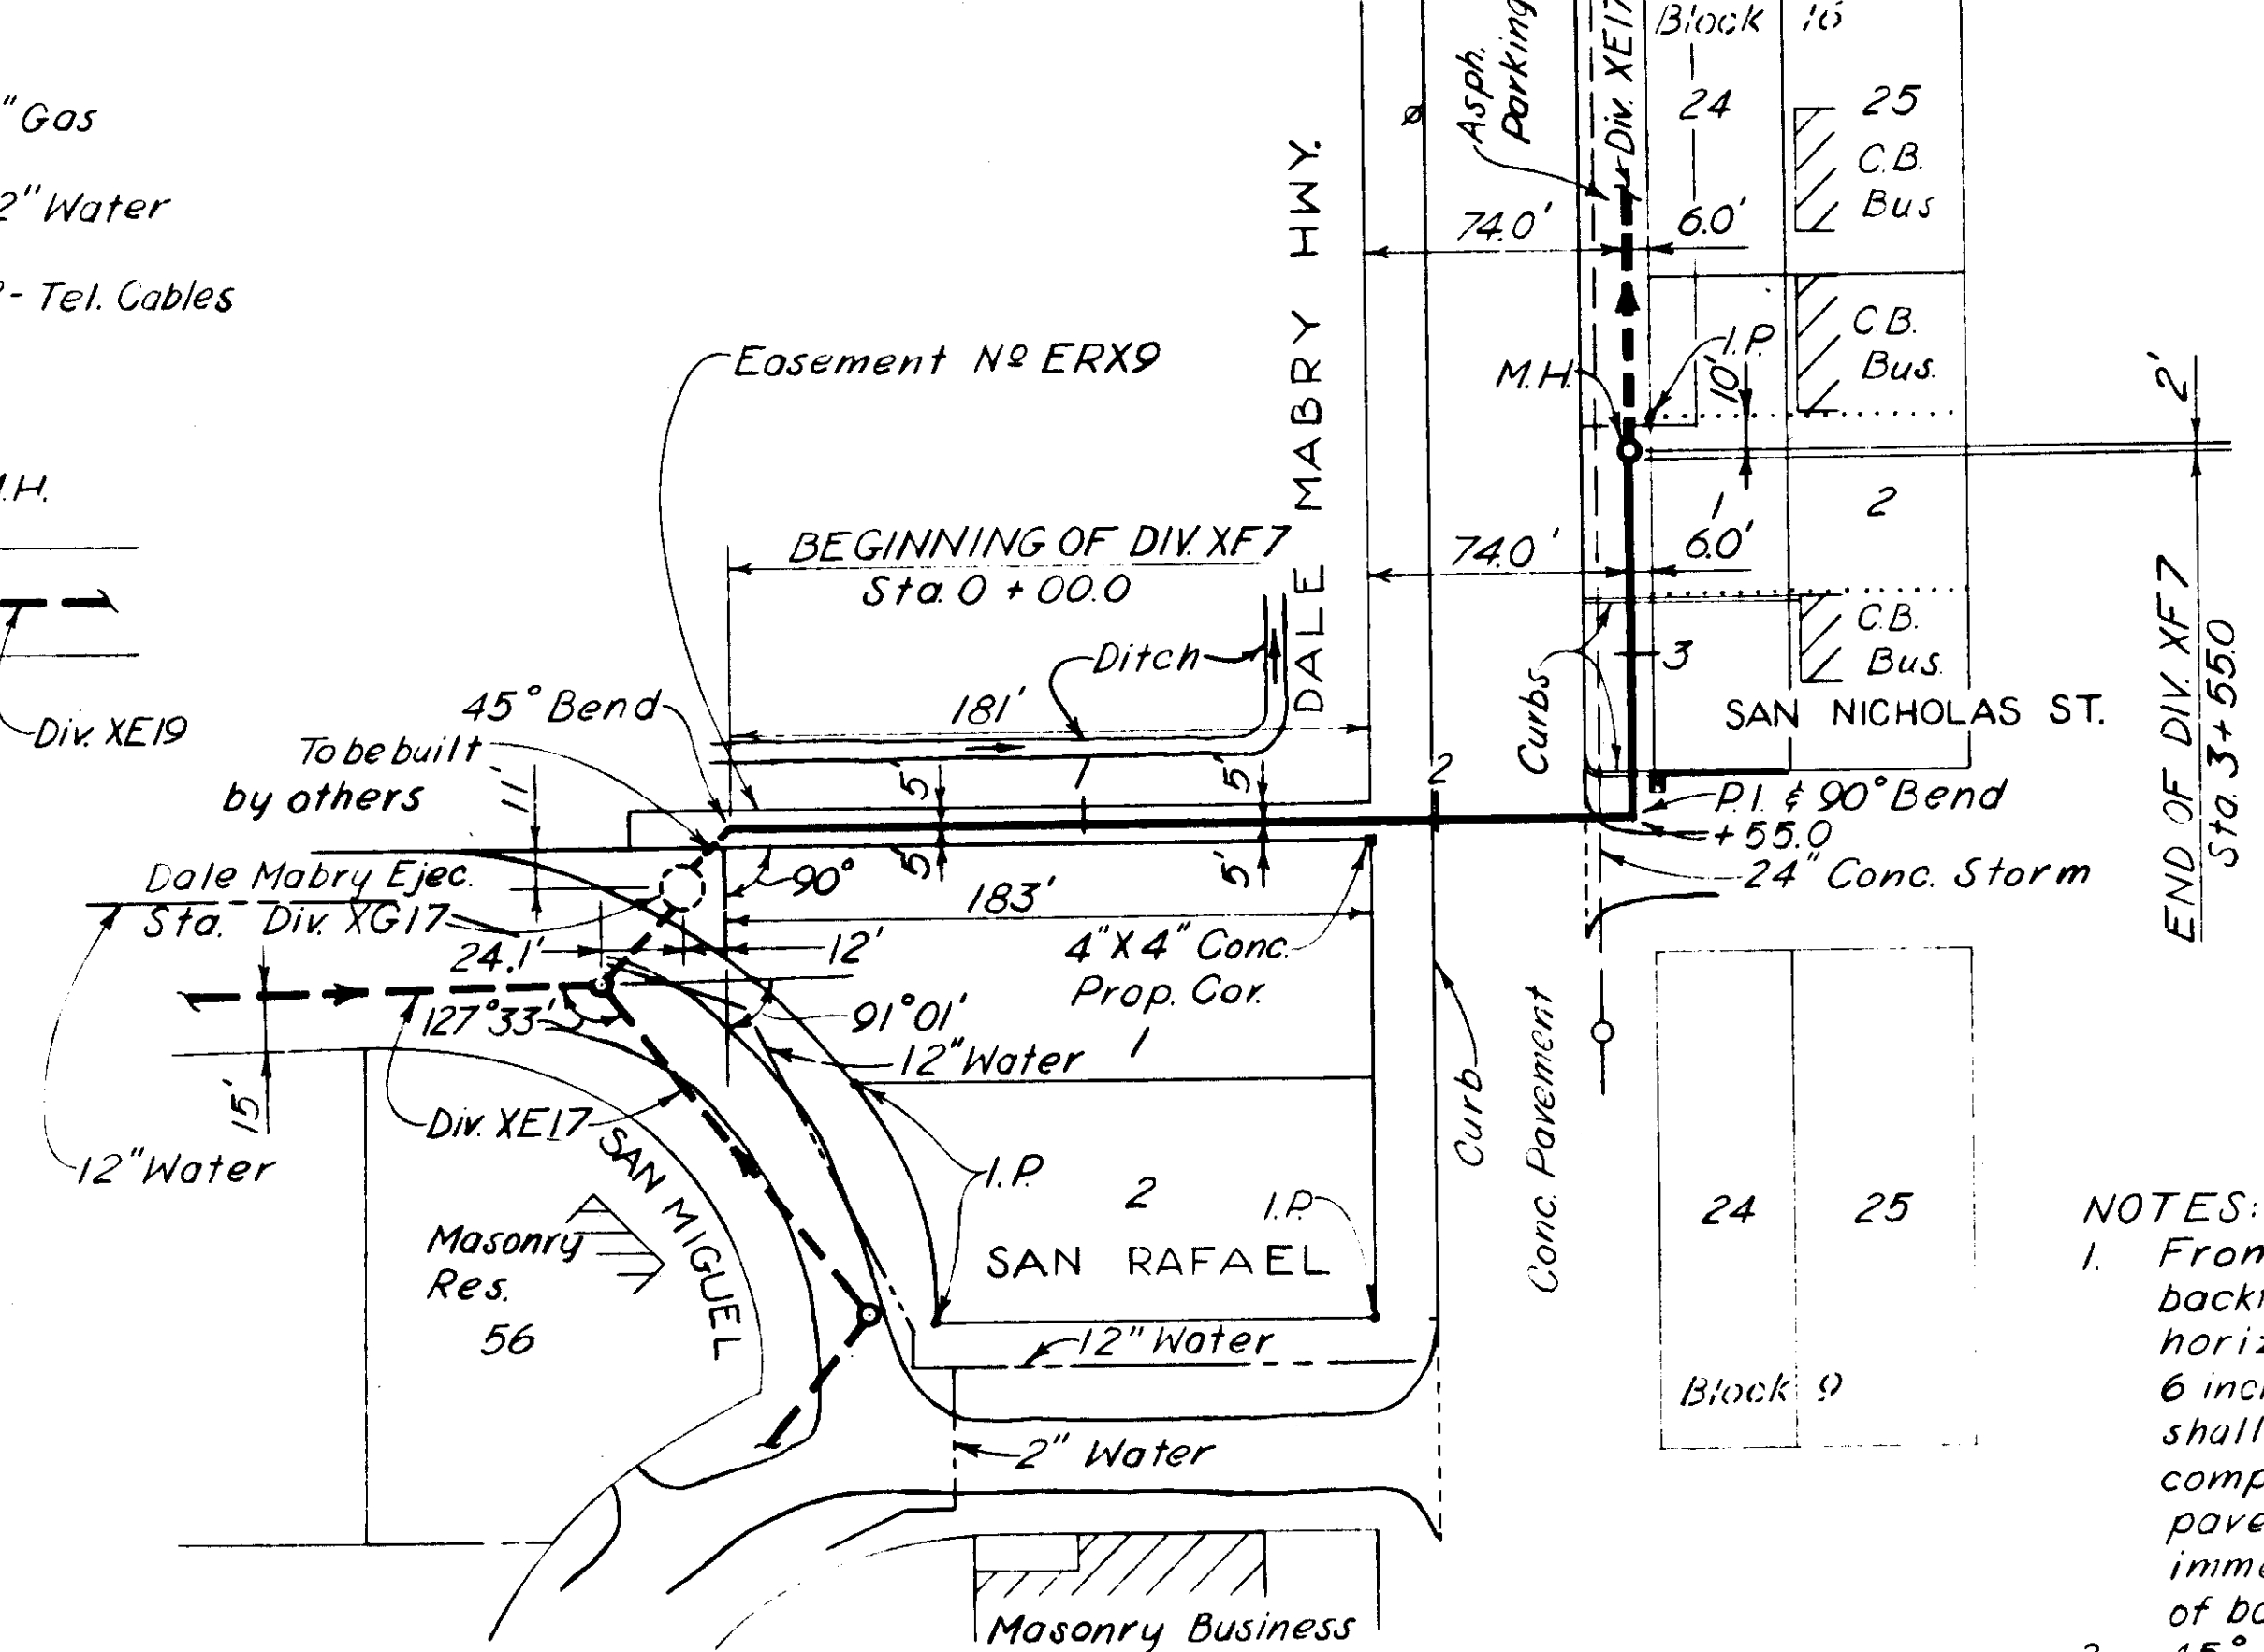 "Gas
2" Water
- Tel. Cables
M.H.
Div. XE19
Block 16
24
25
C.B.
Bus
Asph.
Parking
Div. XE17
74.0'
6.0'
DALE MABRY HWY.
Easement Nº ERX9
I.P.
M.H.
10'
C.B.
Bus.
2'
1
2
BEGINNING OF DIV. XF7
Sta. 0 + 00.0
74.0'
6.0'
END OF DIV. XF7
Sta. 3+55.0
Ditch
C.B.
Bus.
3
Curbs
SAN NICHOLAS ST.
45° Bend
181'
To be built
by others
11'
5'
5'
1
2
P.I. & 90° Bend
+55.0
5'
5'
90°
24" Conc. Storm
Dale Mabry Ejec.
Sta. Div. XG17
183'
24.1'
12'
4" X 4" Conc.
Prop. Cor.
127°33'
91°01'
12" Water
1
15'
Div. XE17
12" Water
Curb
Conc. Pavement
SAN MIGUEL
I.P.
2
I.P.
24
25
Masonry
Res.
56
SAN RAFAEL
12" Water
Block 9
2" Water
Masonry Business
NOTES:
1. From
horiz
6 inc
shall
comp
pave
imme
of ba
45°